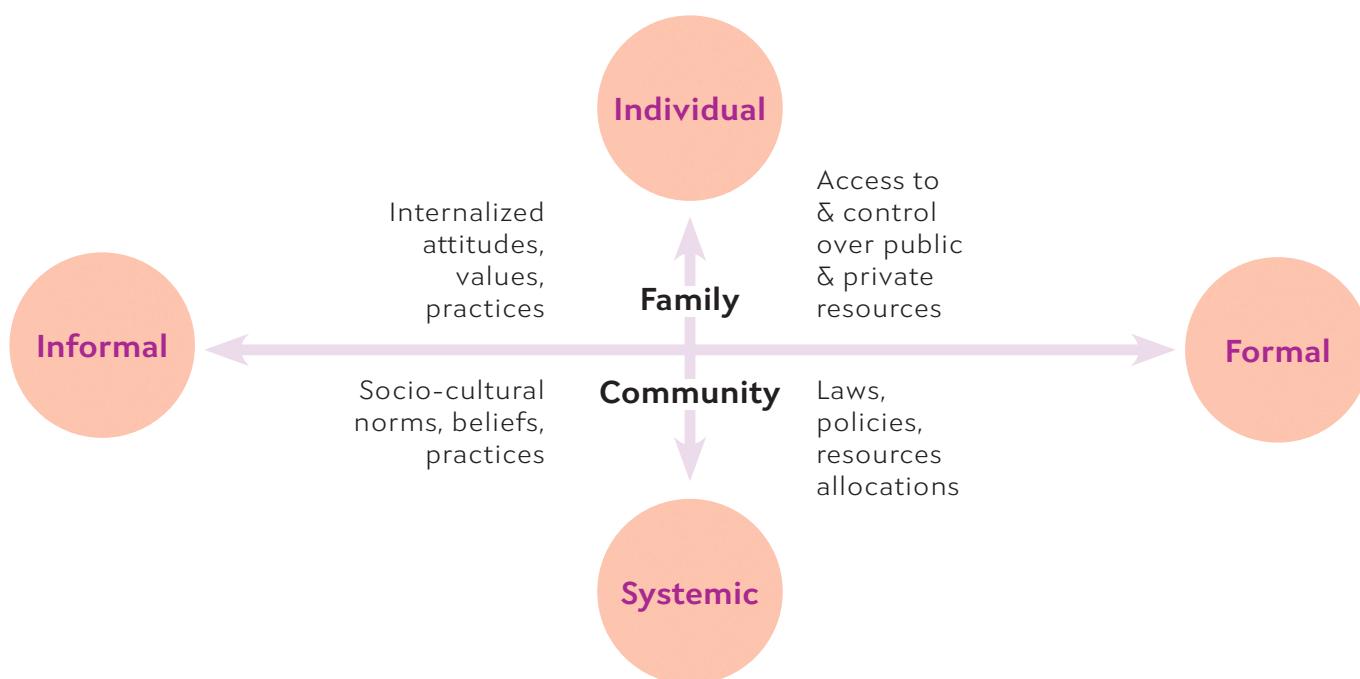 Individual
Internalized
attitudes,
values,
practices
Access to
& control
over public
& private
resources
Family
Informal
Formal
Socio-cultural
norms, beliefs,
practices
Community
Laws,
policies,
resources
allocations
Systemic